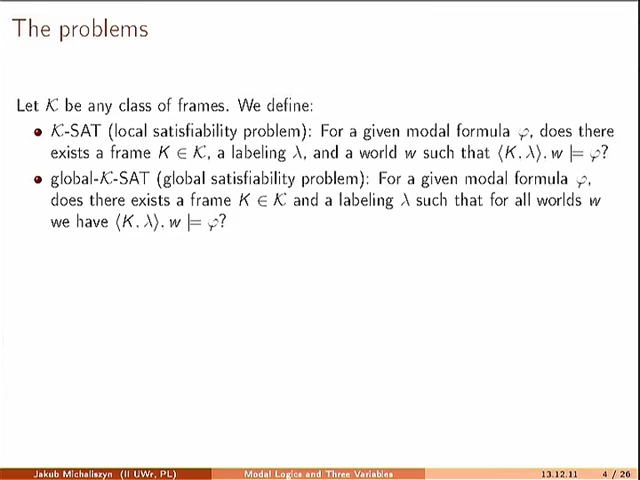 The problems
Let 𝒦 be any class of frames. We define:
𝒦-SAT (local satisfiability problem): For a given modal formula φ, does there
exists a frame K ∈ 𝒦, a labeling λ, and a world w such that ⟨K, λ⟩, w ⊨ φ?
global-𝒦-SAT (global satisfiability problem): For a given modal formula φ,
does there exists a frame K ∈ 𝒦 and a labeling λ such that for all worlds w
we have ⟨K, λ⟩, w ⊨ φ?
Jakub Michaliszyn (II UWr, PL) Modal Logics and Three Variables 13.12.11 4 / 26